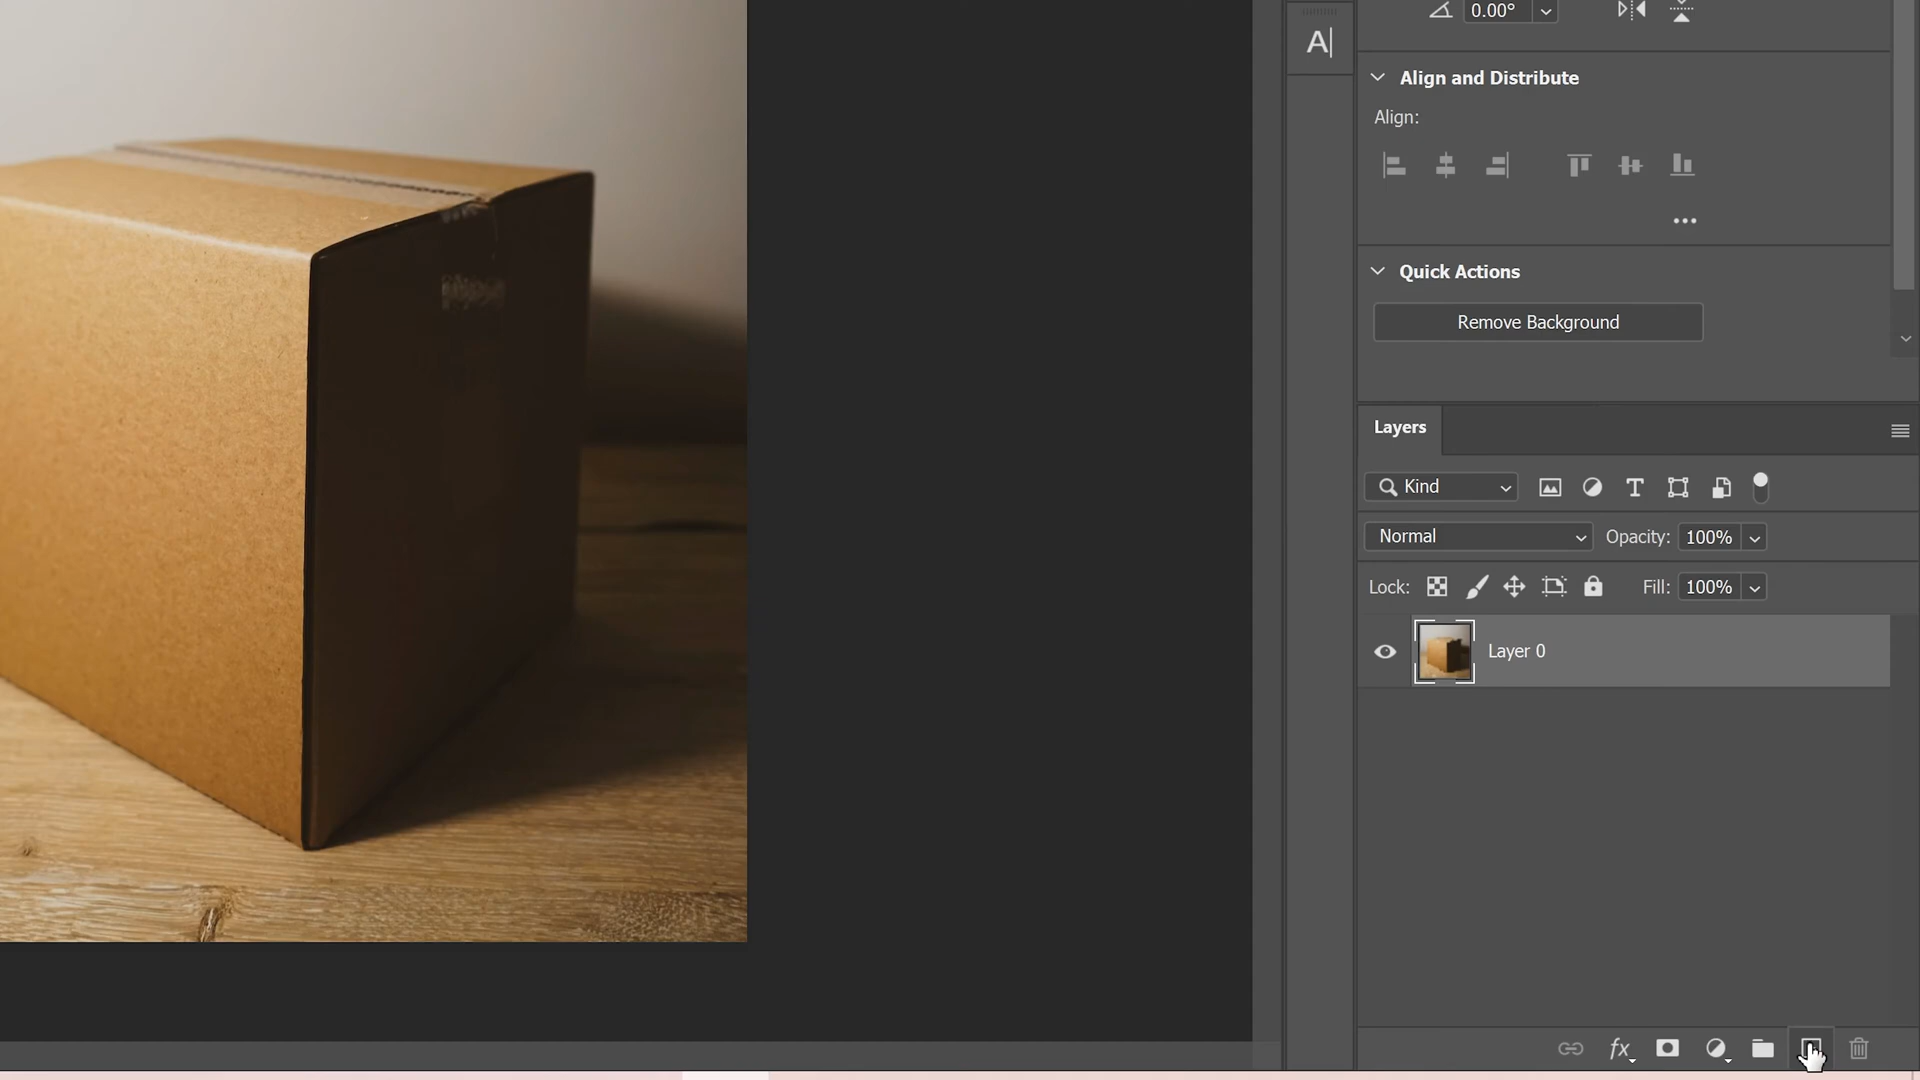 0.00°
A
Align and Distribute
Align:
Quick Actions
Remove Background
Layers
Kind
T
Normal Opacity: 100%
Lock: Fill: 100%
Layer 0
fx